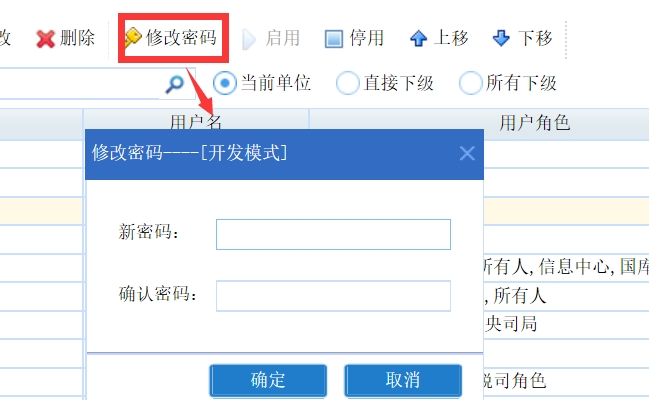 改 删除 修改密码 启用 停用 上移 下移
当前单位 直接下级 所有下级
用户名 用户角色
修改密码----[开发模式]
新密码：
所有人,信息中心,国库
确认密码：
,所有人
央司局
确定 取消
税司角色